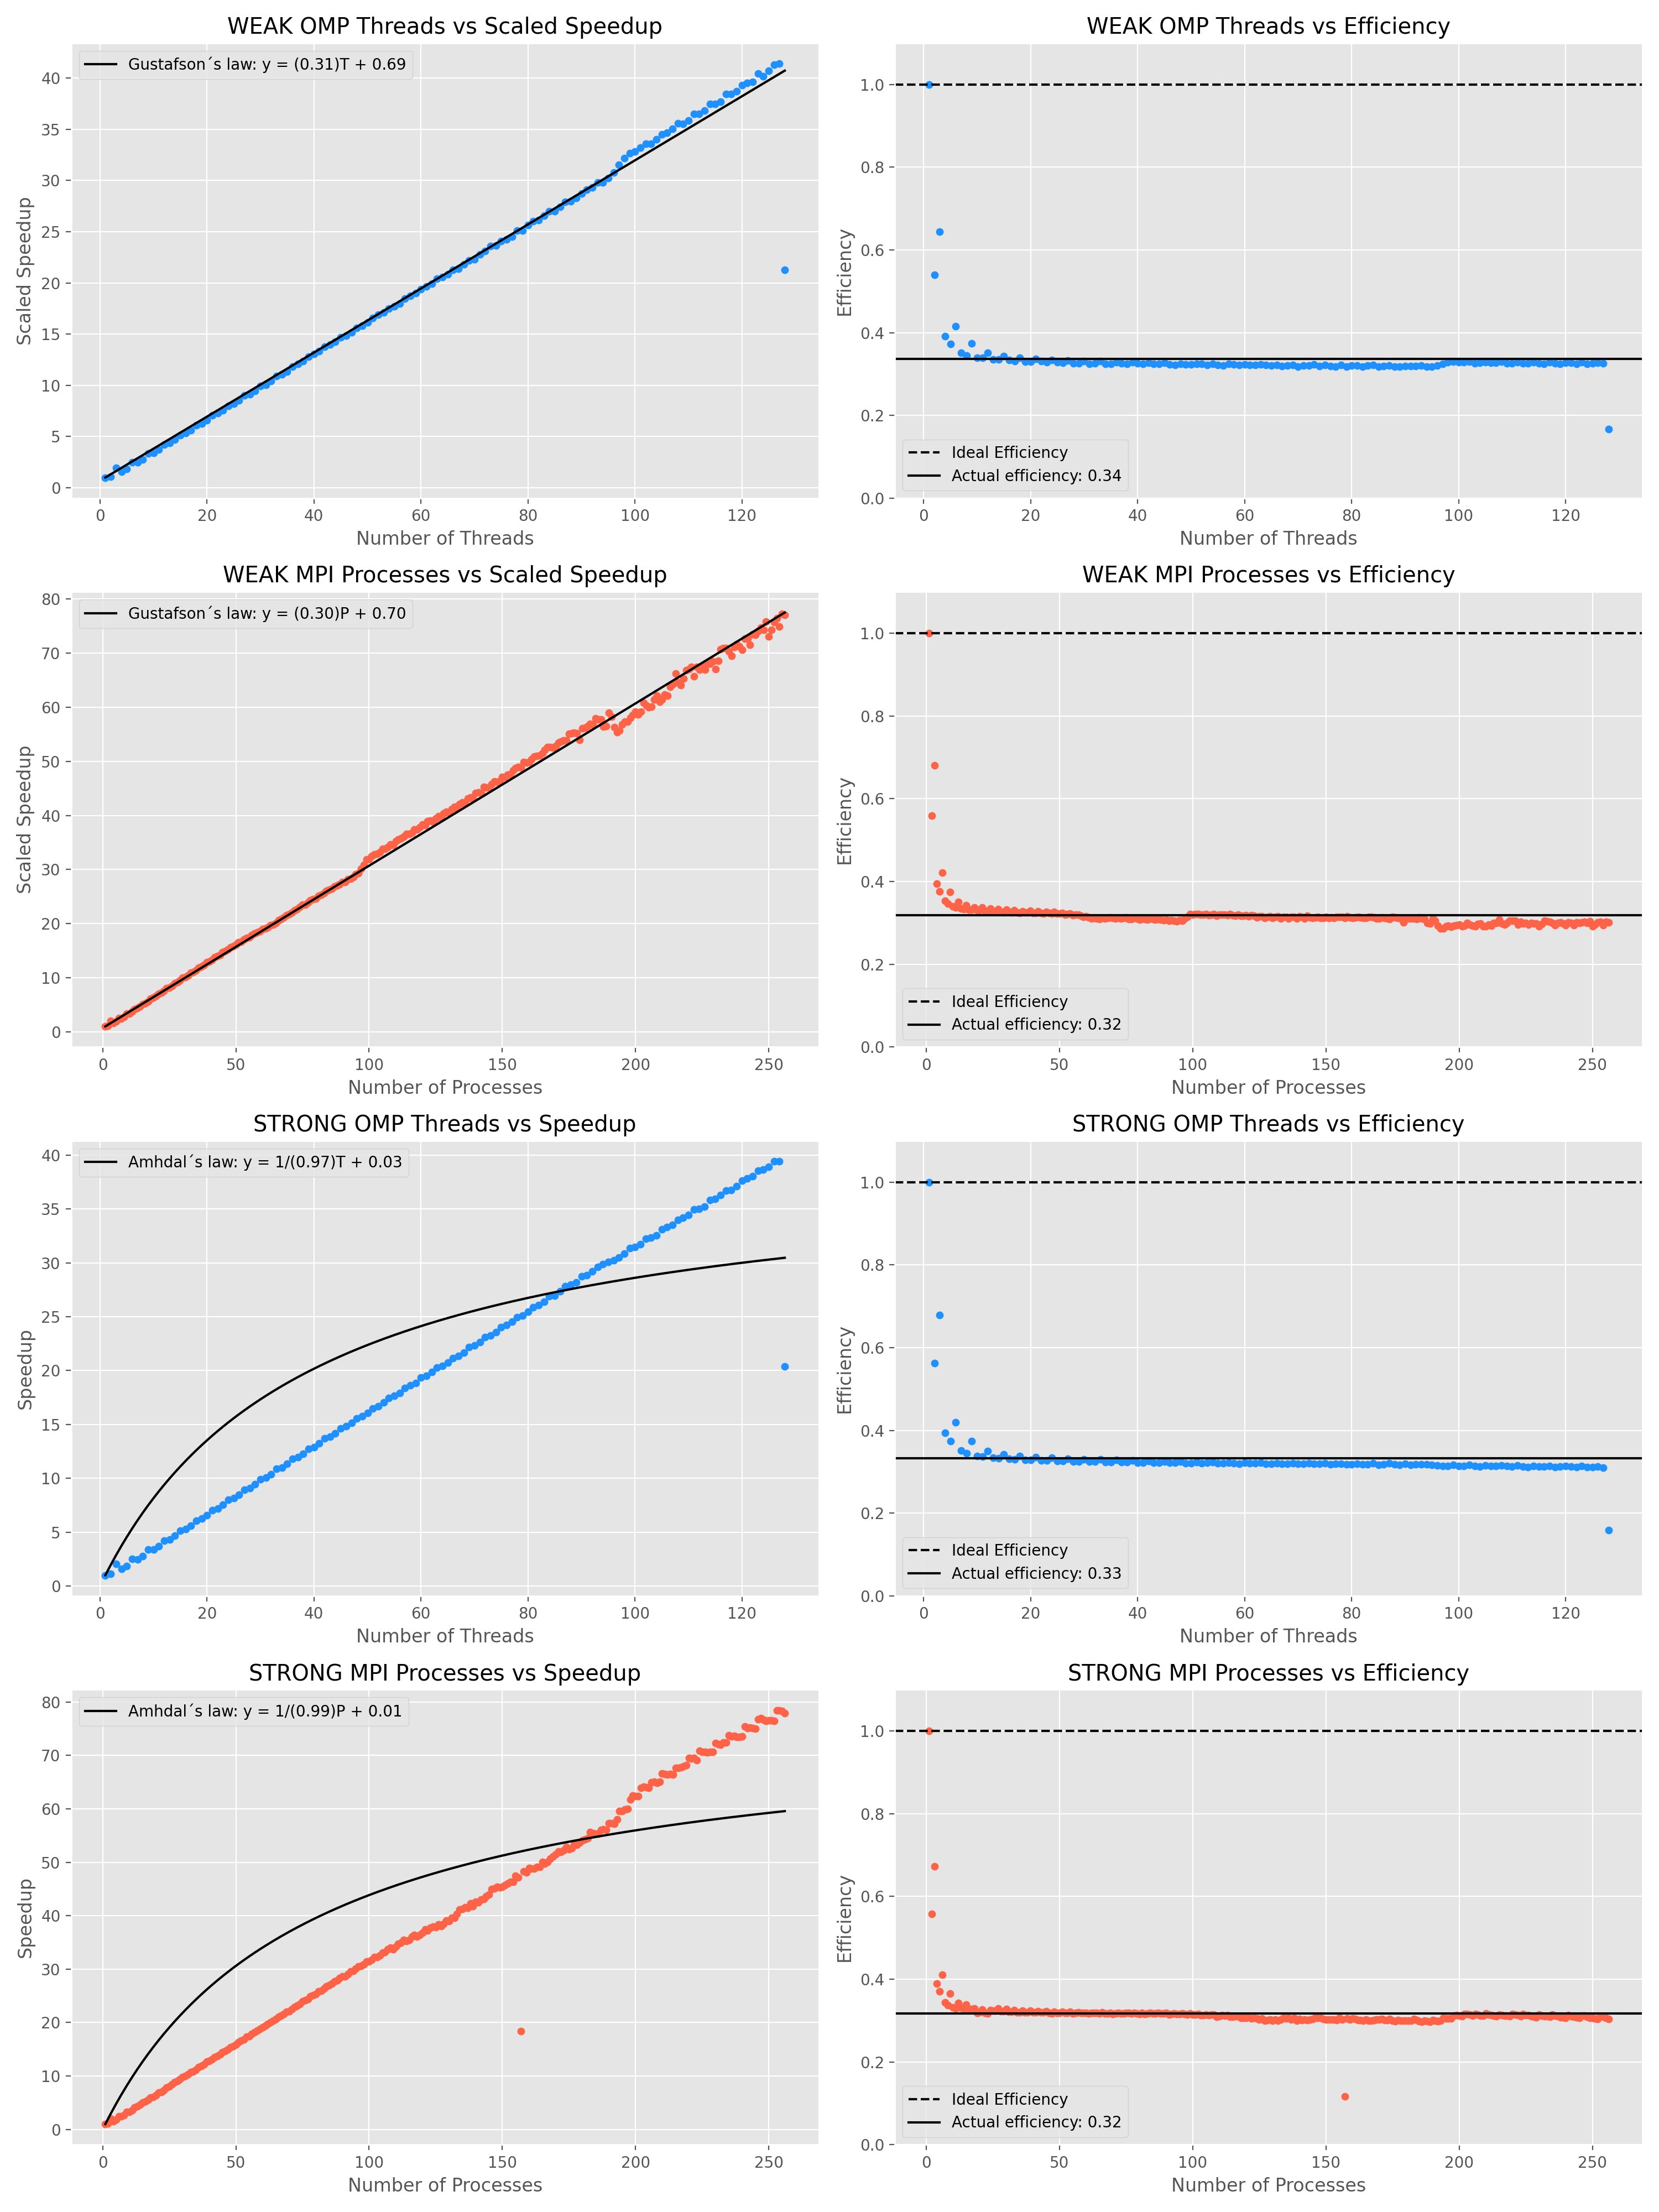 WEAK OMP Threads vs Scaled Speedup
Gustafson´s law: y = (0.31)T + 0.69
Scaled Speedup
40
35
30
25
20
15
10
5
0
0 20 40 60 80 100 120
Number of Threads
WEAK OMP Threads vs Efficiency
Efficiency
1.0
0.8
0.6
0.4
0.2
0.0
Ideal Efficiency
Actual efficiency: 0.34
0 20 40 60 80 100 120
Number of Threads
WEAK MPI Processes vs Scaled Speedup
Gustafson´s law: y = (0.30)P + 0.70
Scaled Speedup
80
70
60
50
40
30
20
10
0
0 50 100 150 200 250
Number of Processes
WEAK MPI Processes vs Efficiency
Efficiency
1.0
0.8
0.6
0.4
0.2
0.0
Ideal Efficiency
Actual efficiency: 0.32
0 50 100 150 200 250
Number of Processes
STRONG OMP Threads vs Speedup
Amhdal´s law: y = 1/(0.97)T + 0.03
Speedup
40
35
30
25
20
15
10
5
0
0 20 40 60 80 100 120
Number of Threads
STRONG OMP Threads vs Efficiency
Efficiency
1.0
0.8
0.6
0.4
0.2
0.0
Ideal Efficiency
Actual efficiency: 0.33
0 20 40 60 80 100 120
Number of Threads
STRONG MPI Processes vs Speedup
Amhdal´s law: y = 1/(0.99)P + 0.01
Speedup
80
70
60
50
40
30
20
10
0
0 50 100 150 200 250
Number of Processes
STRONG MPI Processes vs Efficiency
Efficiency
1.0
0.8
0.6
0.4
0.2
0.0
Ideal Efficiency
Actual efficiency: 0.32
0 50 100 150 200 250
Number of Processes